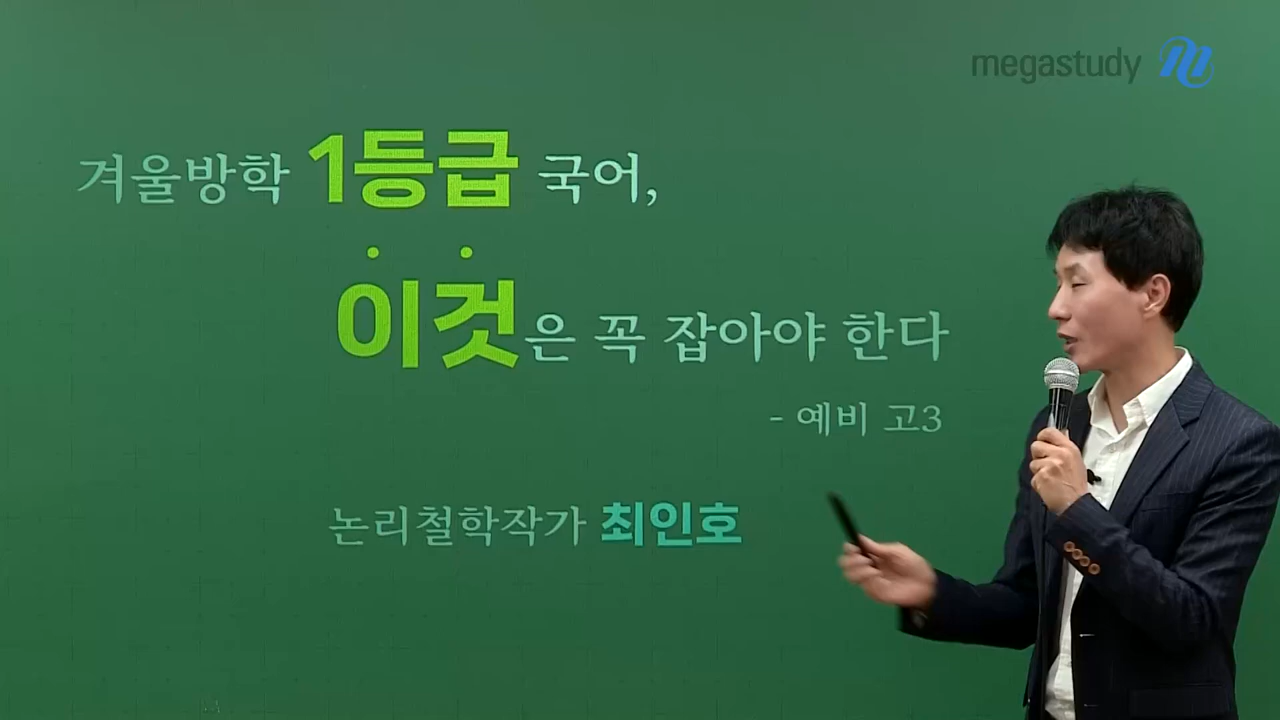 megastudy
겨울방학 1등급 국어,
이것은 꼭 잡아야 한다
- 예비 고3
논리철학작가 최인호